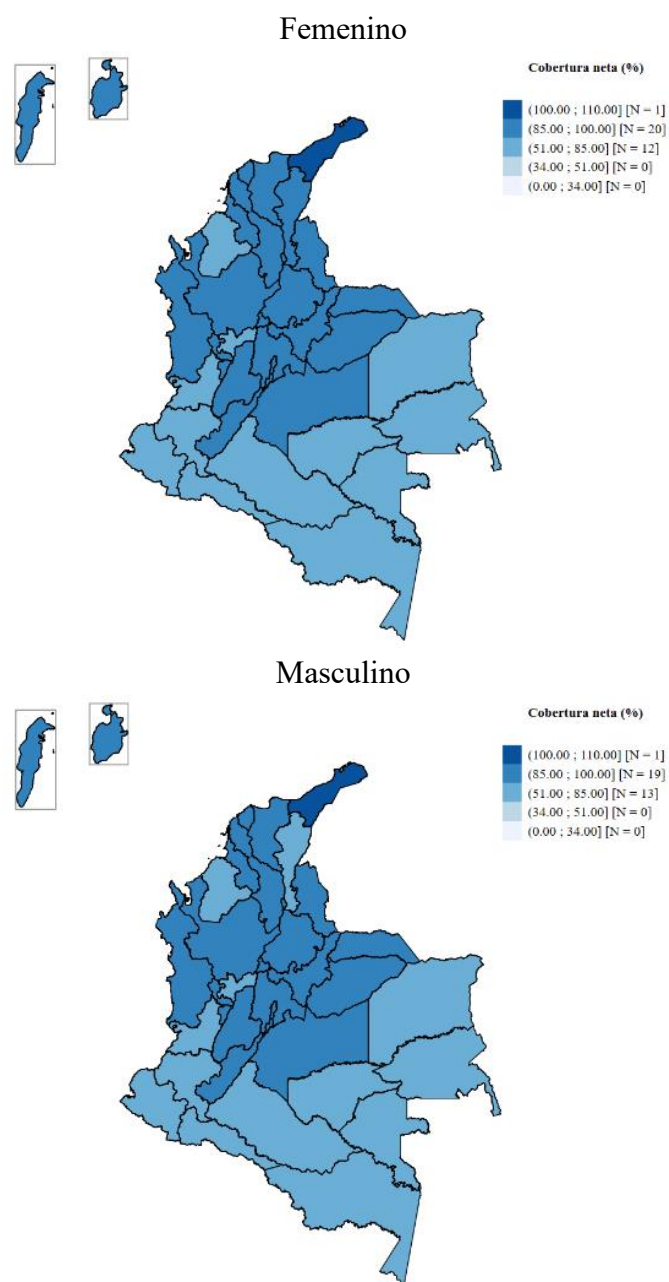 Femenino
Cobertura neta (%)
(100.00 ; 110.00] [N = 1]
(85.00 ; 100.00] [N = 20]
(51.00 ; 85.00] [N = 12]
(34.00 ; 51.00] [N = 0]
(0.00 ; 34.00] [N = 0]
Masculino
Cobertura neta (%)
(100.00 ; 110.00] [N = 1]
(85.00 ; 100.00] [N = 19]
(51.00 ; 85.00] [N = 13]
(34.00 ; 51.00] [N = 0]
(0.00 ; 34.00] [N = 0]